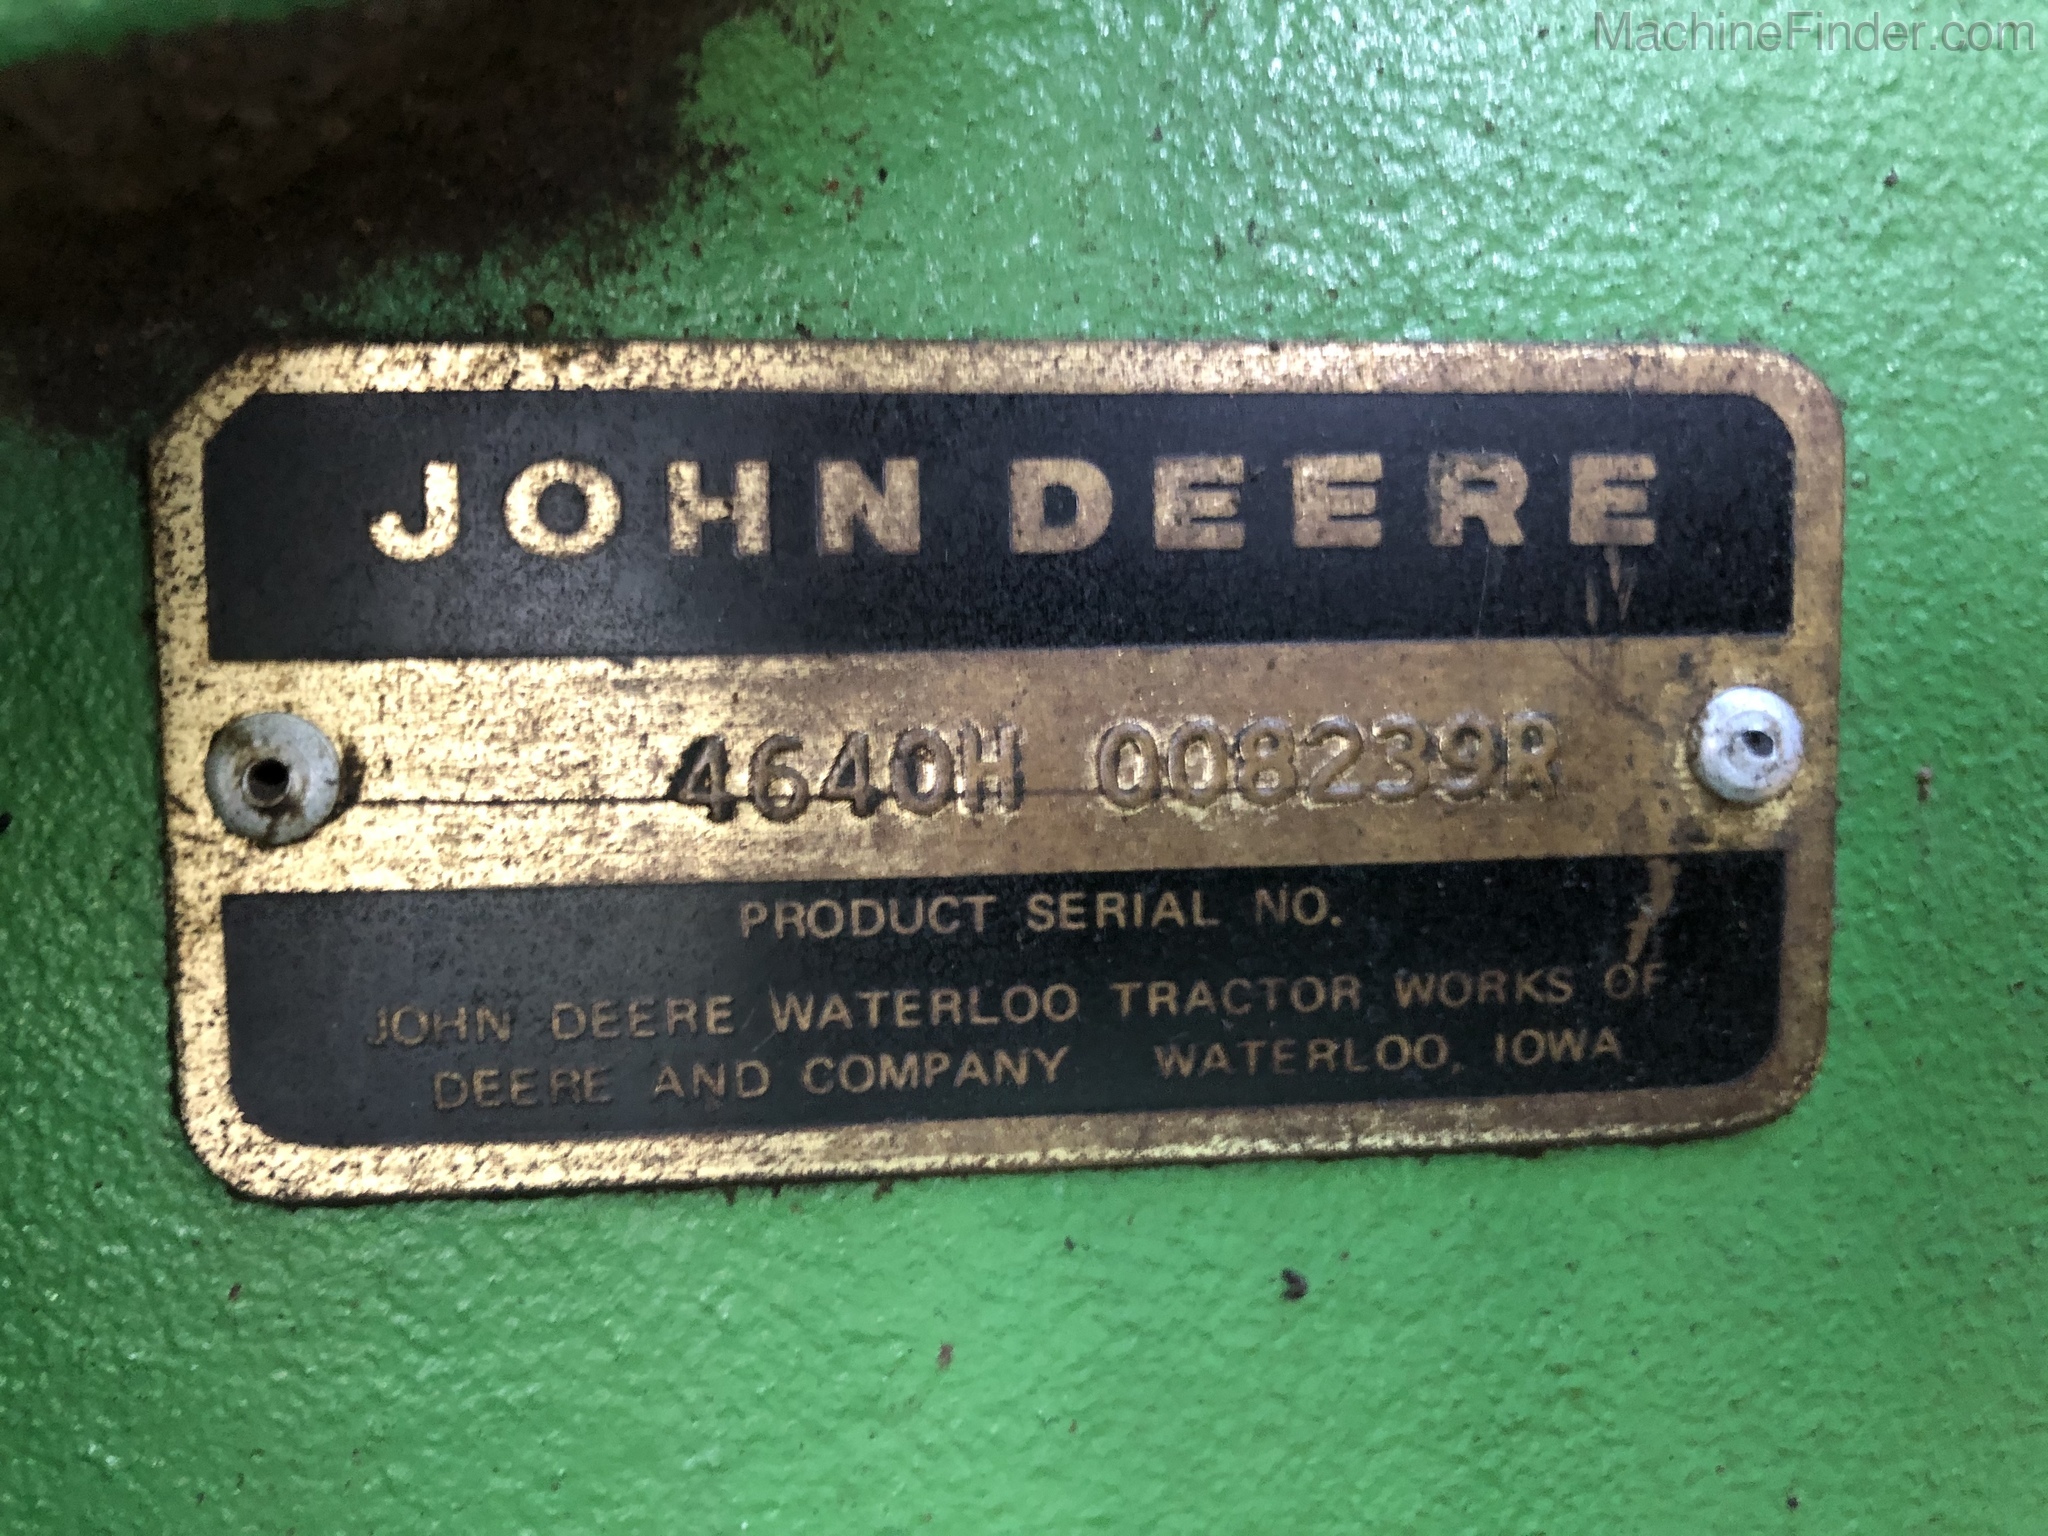 MachineFinder.com
JOHN DEERE
4640H 008239R
PRODUCT SERIAL NO.
JOHN DEERE WATERLOO TRACTOR WORKS OF
DEERE AND COMPANY WATERLOO, IOWA